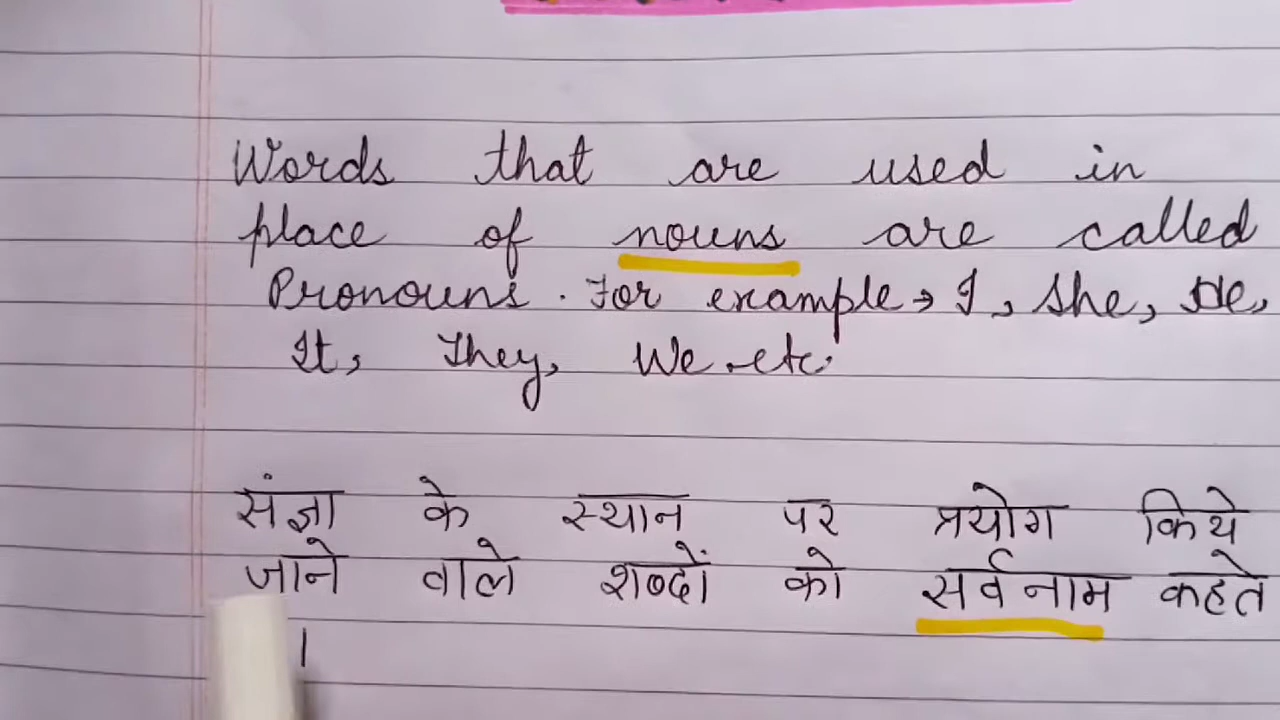 Words that are used in
place of nouns are called
Pronouns. For example → I, She, He,
It, They, We etc.
संज्ञा के स्थान पर प्रयोग किये
जाने वाले शब्दों को सर्वनाम कहते
।